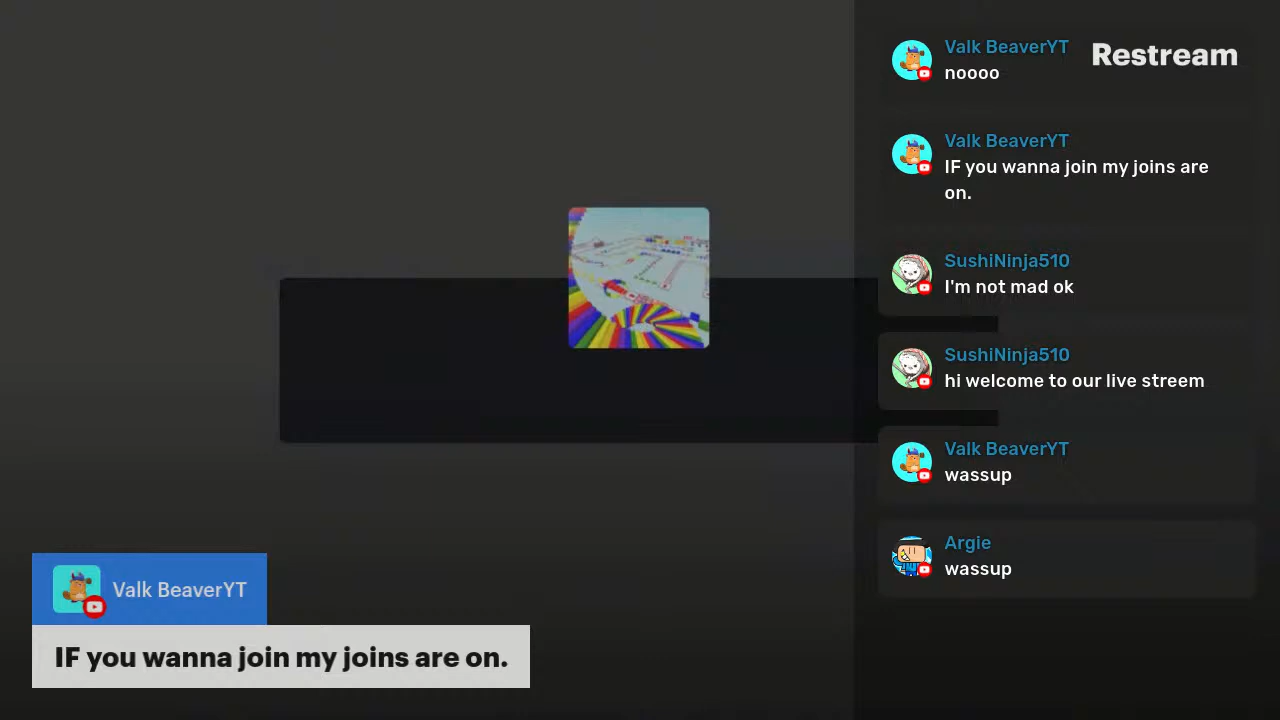 Valk BeaverYT
noooo
Restream
Valk BeaverYT
IF you wanna join my joins are
on.
SushiNinja510
I'm not mad ok
SushiNinja510
hi welcome to our live streem
Valk BeaverYT
wassup
Argie
wassup
Valk BeaverYT
IF you wanna join my joins are on.